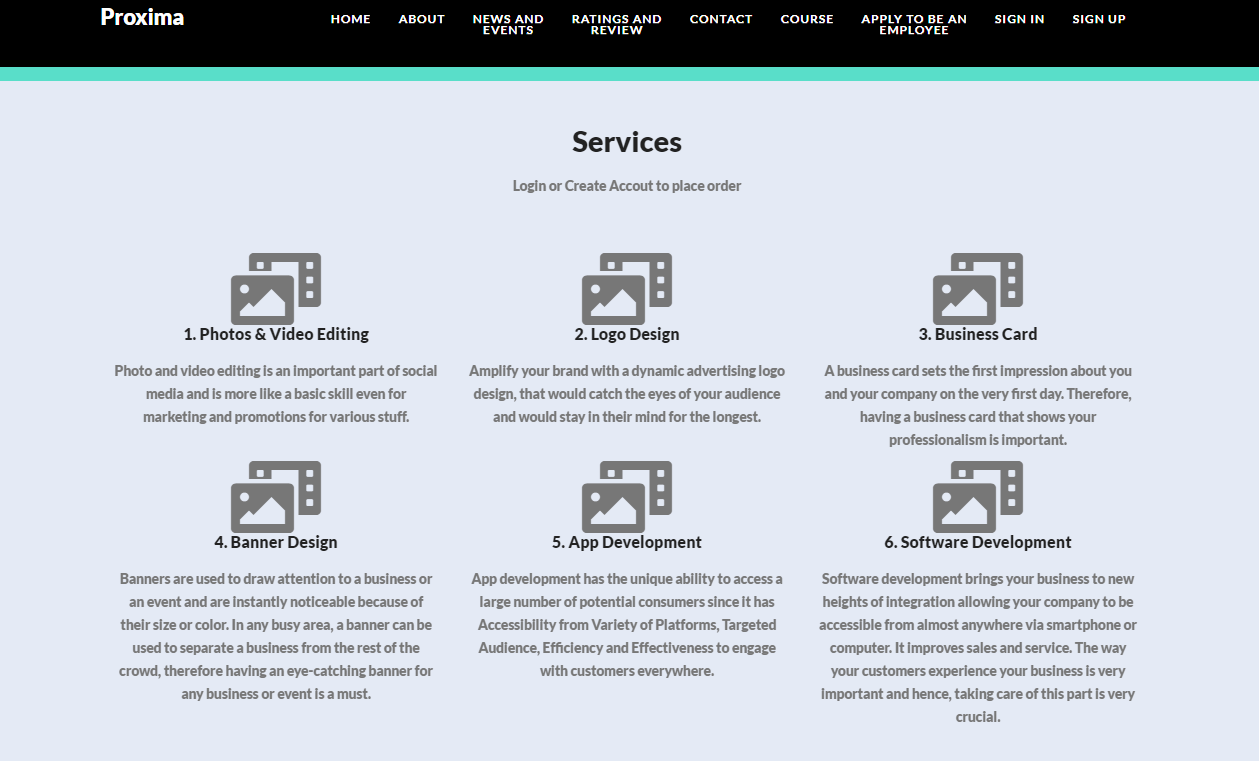 Proxima
HOME ABOUT NEWS AND EVENTS RATINGS AND REVIEW CONTACT COURSE APPLY TO BE AN EMPLOYEE SIGN IN SIGN UP
Services
Login or Create Accout to place order
1. Photos & Video Editing
Photo and video editing is an important part of social
media and is more like a basic skill even for
marketing and promotions for various stuff.
2. Logo Design
Amplify your brand with a dynamic advertising logo
design, that would catch the eyes of your audience
and would stay in their mind for the longest.
3. Business Card
A business card sets the first impression about you
and your company on the very first day. Therefore,
having a business card that shows your
professionalism is important.
4. Banner Design
Banners are used to draw attention to a business or
an event and are instantly noticeable because of
their size or color. In any busy area, a banner can be
used to separate a business from the rest of the
crowd, therefore having an eye-catching banner for
any business or event is a must.
5. App Development
App development has the unique ability to access a
large number of potential consumers since it has
Accessibility from Variety of Platforms, Targeted
Audience, Efficiency and Effectiveness to engage
with customers everywhere.
6. Software Development
Software development brings your business to new
heights of integration allowing your company to be
accessible from almost anywhere via smartphone or
computer. It improves sales and service. The way
your customers experience your business is very
important and hence, taking care of this part is very
crucial.